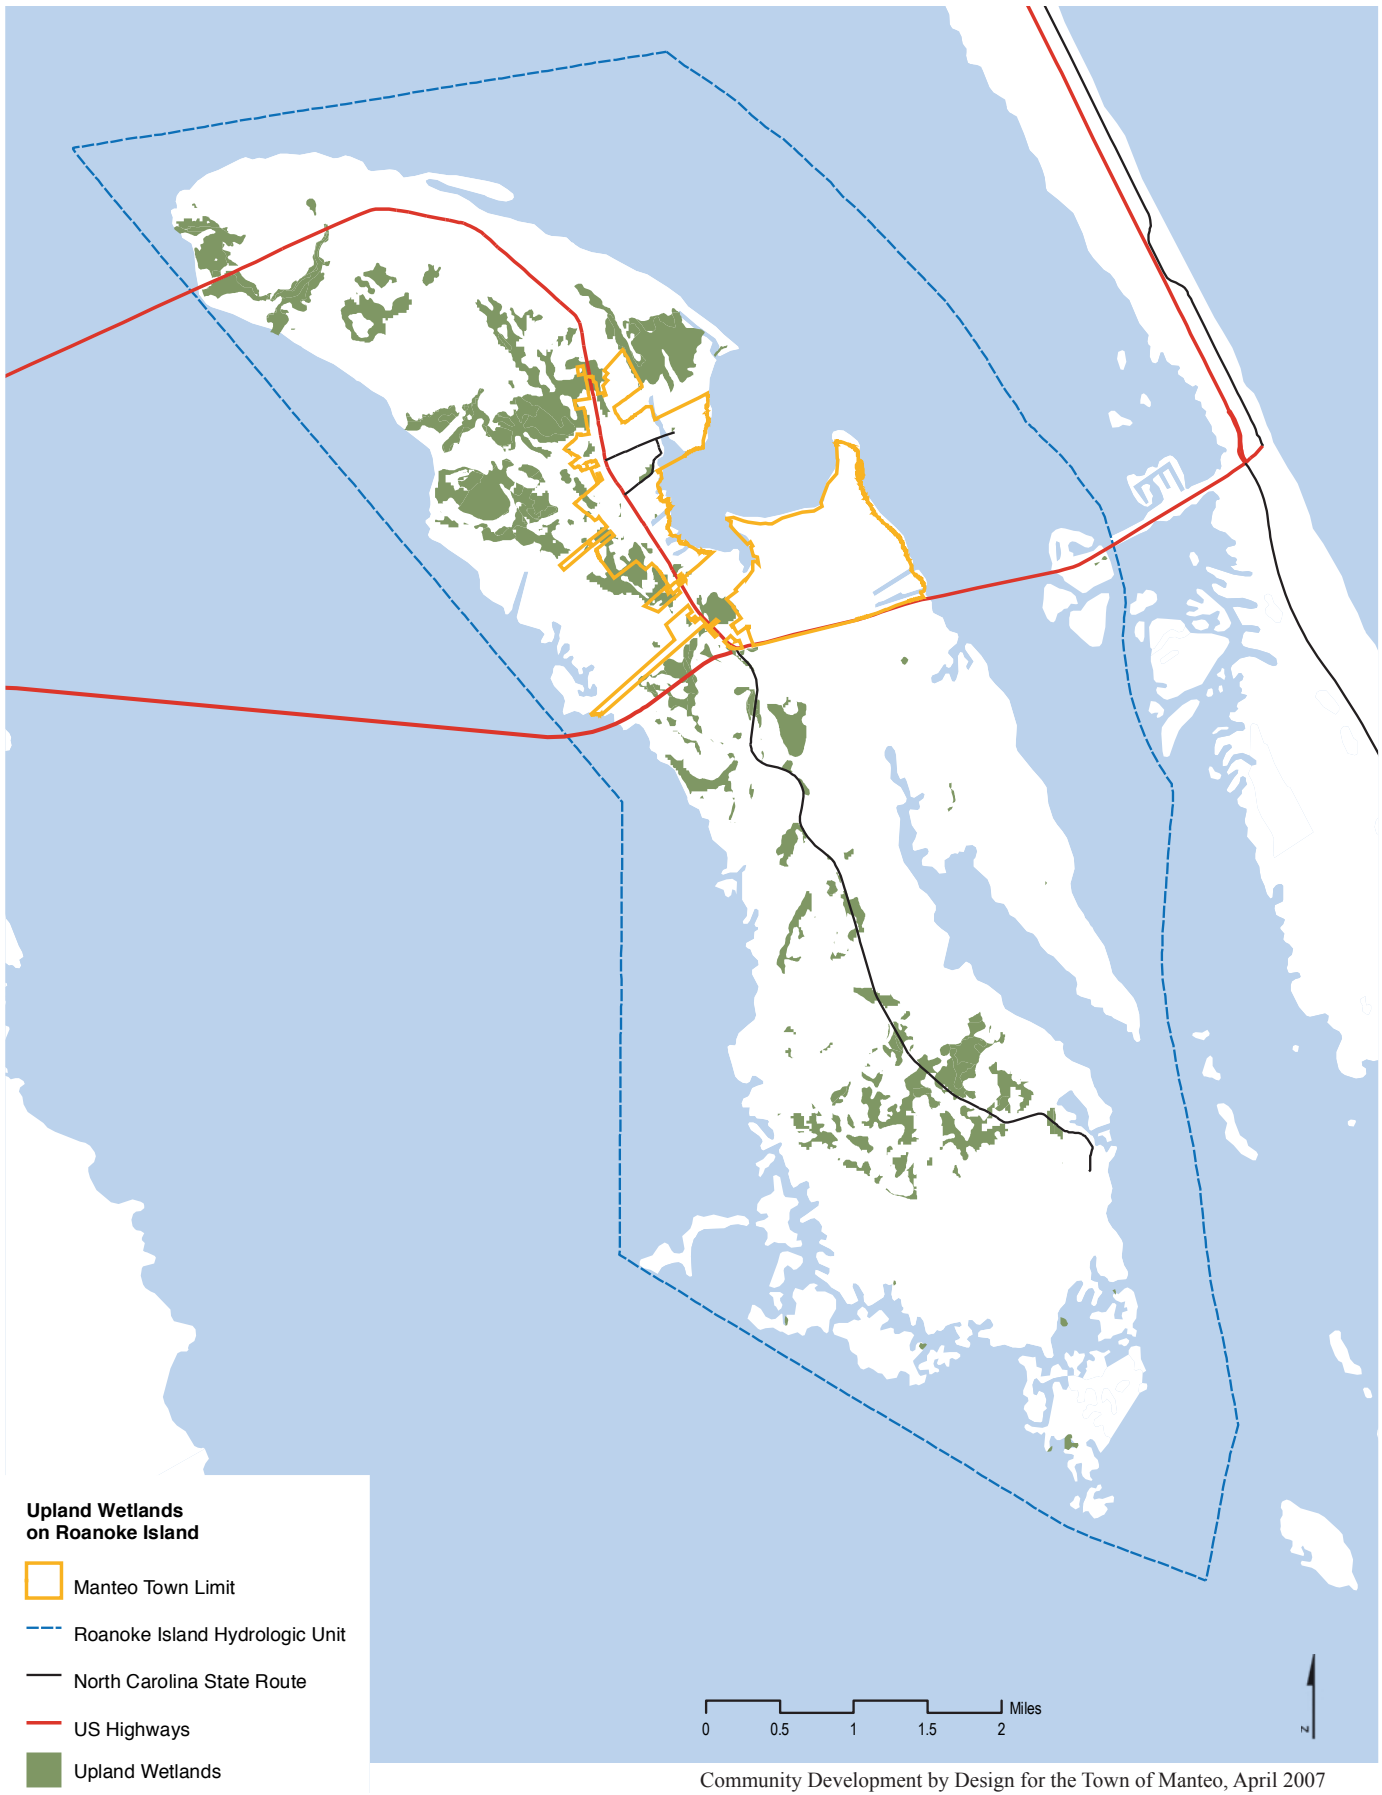 Upland Wetlands
on Roanoke Island
Manteo Town Limit
Roanoke Island Hydrologic Unit
North Carolina State Route
US Highways
Upland Wetlands
Miles
0 0.5 1 1.5 2
N
Community Development by Design for the Town of Manteo, April 2007